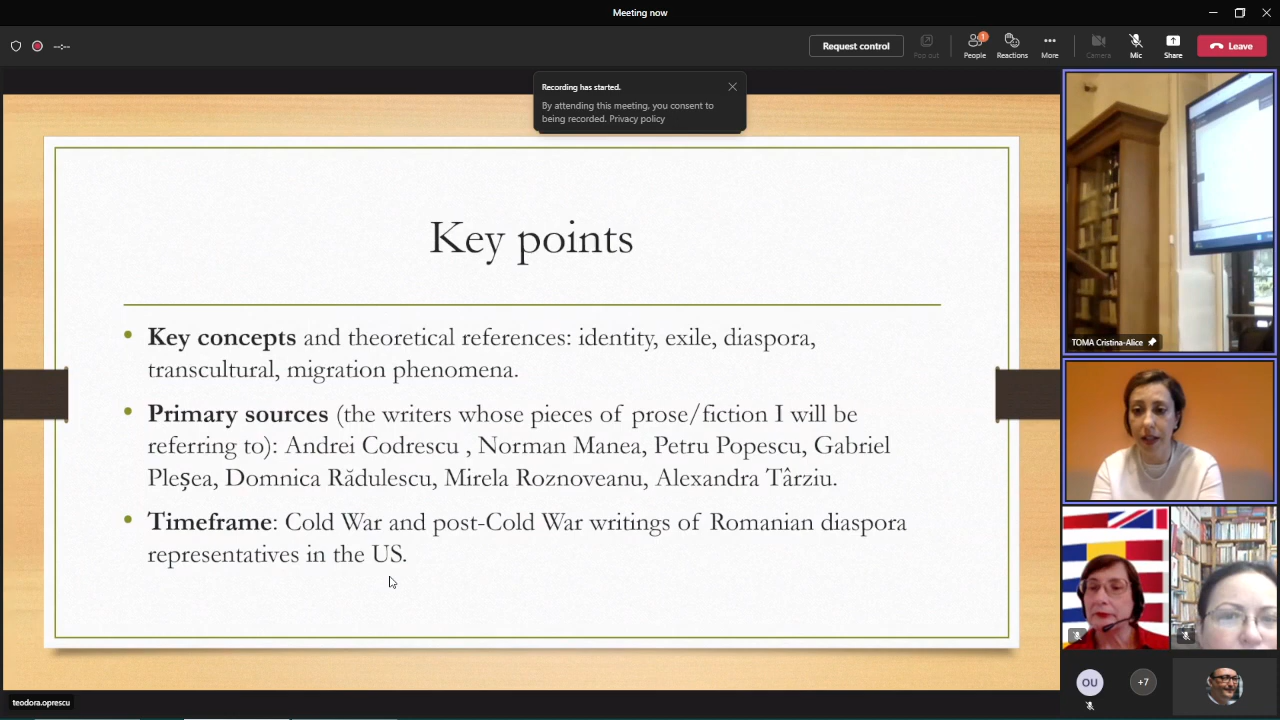 Meeting now
Request control
Pop out
1
People
Reactions
More
Camera
Mic
Share
Leave
Recording has started.
By attending this meeting, you consent to
being recorded. Privacy policy
Key points
Key concepts and theoretical references: identity, exile, diaspora,
transcultural, migration phenomena.
Primary sources (the writers whose pieces of prose/fiction I will be
referring to): Andrei Codrescu , Norman Manea, Petru Popescu, Gabriel
Pleșea, Domnica Rădulescu, Mirela Roznoveanu, Alexandra Târziu.
Timeframe: Cold War and post-Cold War writings of Romanian diaspora
representatives in the US.
TOMA Cristina-Alice
OU
+7
teodora.oprescu